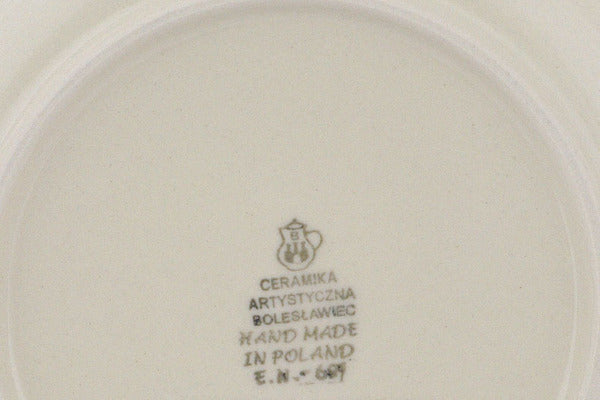 B
CERAMIKA
ARTYSTYCZNA
BOLESŁAWIEC
HAND MADE
IN POLAND